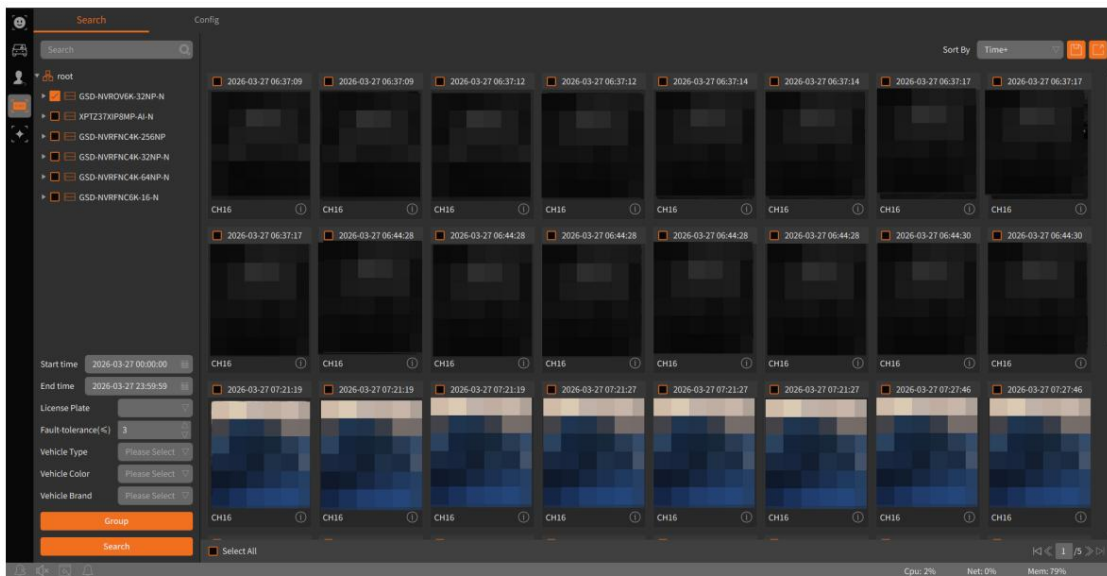 Search Config
Search
Sort By Time+
root
GSD-NVROV6K-32NP-N
XPTZ37XIP8MP-AI-N
GSD-NVRFNC4K-256NP
GSD-NVRFNC4K-32NP-N
GSD-NVRFNC4K-64NP-N
GSD-NVRFNC6K-16-N
2026-03-27 06:37:09 2026-03-27 06:37:09 2026-03-27 06:37:12 2026-03-27 06:37:12 2026-03-27 06:37:14 2026-03-27 06:37:14 2026-03-27 06:37:17 2026-03-27 06:37:17
CH16 CH16 CH16 CH16 CH16 CH16 CH16 CH16
2026-03-27 06:37:17 2026-03-27 06:44:28 2026-03-27 06:44:28 2026-03-27 06:44:28 2026-03-27 06:44:28 2026-03-27 06:44:28 2026-03-27 06:44:30 2026-03-27 06:44:30
CH16 CH16 CH16 CH16 CH16 CH16 CH16 CH16
2026-03-27 07:21:19 2026-03-27 07:21:19 2026-03-27 07:21:19 2026-03-27 07:21:27 2026-03-27 07:21:27 2026-03-27 07:21:27 2026-03-27 07:27:46 2026-03-27 07:27:46
CH16 CH16 CH16 CH16 CH16 CH16 CH16 CH16
Start time 2026-03-27 00:00:00
End time 2026-03-27 23:59:59
License Plate
Fault-tolerance(≤) 3
Vehicle Type Please Select
Vehicle Color Please Select
Vehicle Brand Please Select
Group
Search
Select All
1 /5
Cpu: 2% Net: 0% Mem: 79%